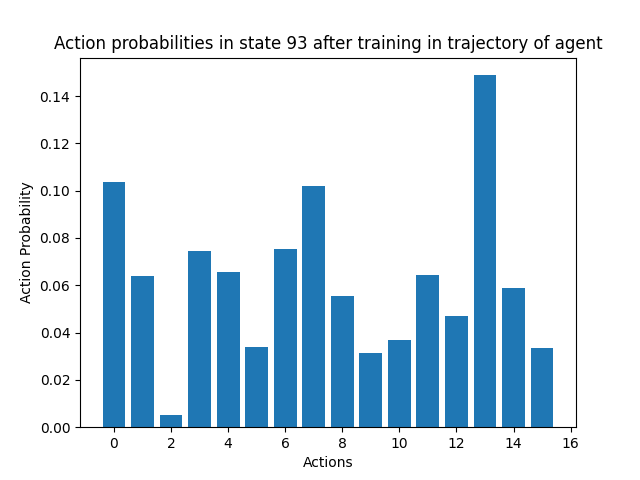 Action probabilities in state 93 after training in trajectory of agent
0.14
0.12
0.10
0.08
0.06
0.04
0.02
0.00
Action Probability
0 2 4 6 8 10 12 14 16
Actions